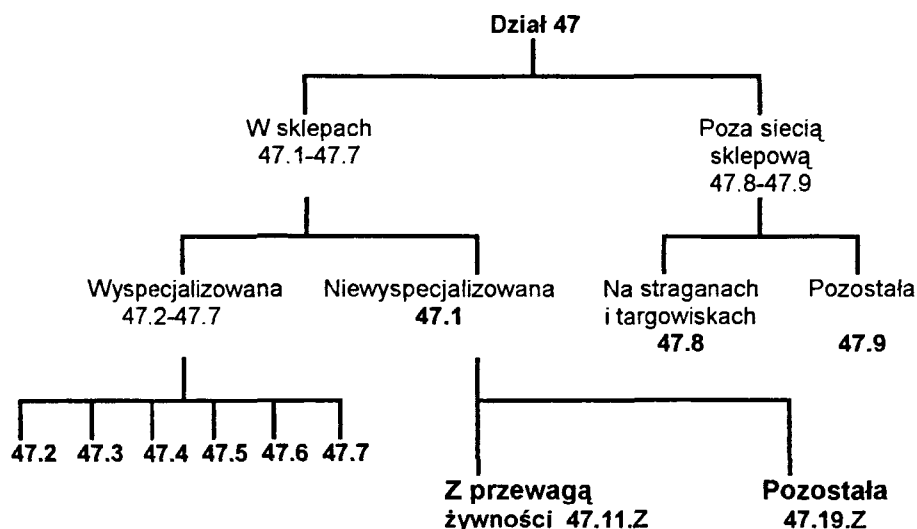 Dział 47
W sklepach
47.1-47.7
Poza siecią
sklepową
47.8-47.9
Wyspecjalizowana
47.2-47.7
Niewyspecjalizowana
47.1
Na straganach
i targowiskach
47.8
Pozostała
47.9
47.2 47.3 47.4 47.5 47.6 47.7
Z przewagą
żywności 47.11.Z
Pozostała
47.19.Z